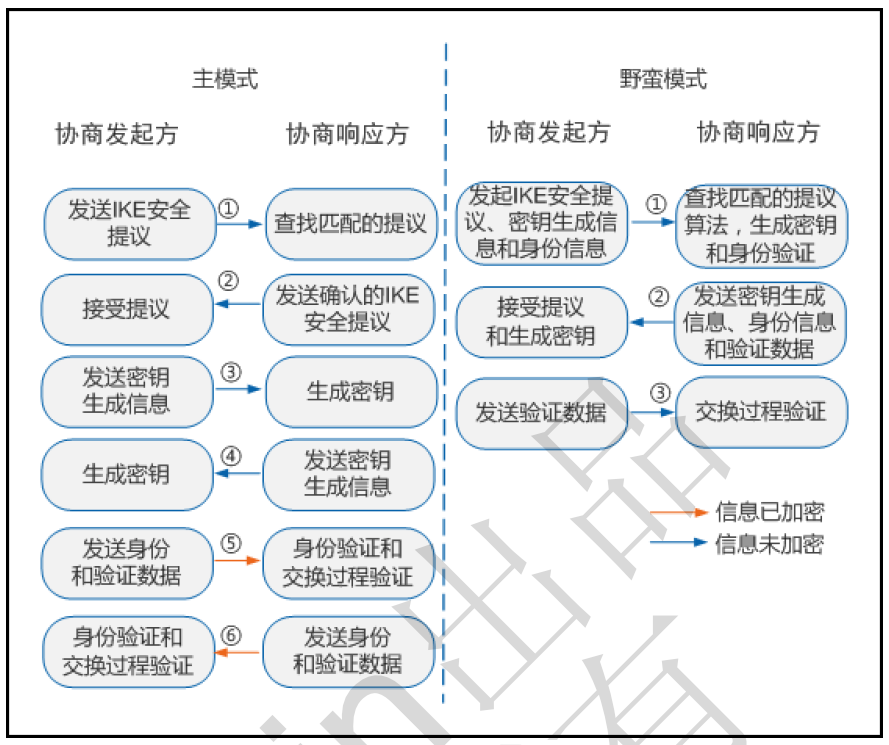 主模式
协商发起方
协商响应方
发送IKE安全
提议
①
查找匹配的提议
接受提议
②
发送确认的IKE
安全提议
发送密钥
生成信息
③
生成密钥
生成密钥
④
发送密钥
生成信息
发送身份
和验证数据
⑤
身份验证和
交换过程验证
身份验证和
交换过程验证
⑥
发送身份
和验证数据
野蛮模式
协商发起方
协商响应方
发起IKE安全提
议、密钥生成信
息和身份信息
①
查找匹配的提议
算法，生成密钥
和身份验证
接受提议
和生成密钥
②
发送密钥生成
信息、身份信息
和验证数据
发送验证数据
③
交换过程验证
信息已加密
信息未加密
in出品
有